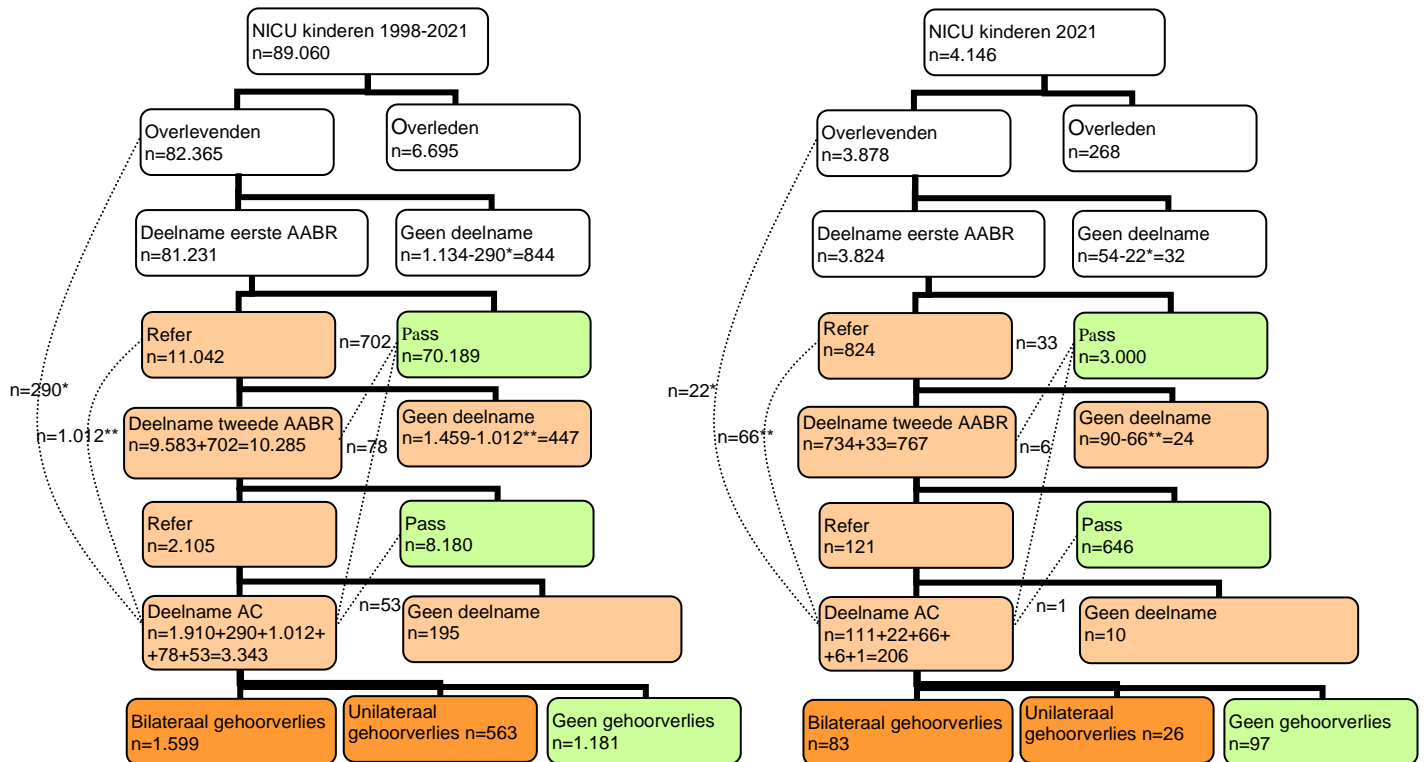 NICU kinderen 1998-2021
n=89.060
Overlevenden
n=82.365
Overleden
n=6.695
Deelname eerste AABR
n=81.231
Geen deelname
n=1.134-290*=844
Refer
n=11.042
n=702
Pass
n=70.189
n=290*
n=1.012**
Deelname tweede AABR
n=9.583+702=10.285
n=78
Geen deelname
n=1.459-1.012**=447
Refer
n=2.105
Pass
n=8.180
Deelname AC
n=1.910+290+1.012+
+78+53=3.343
n=53
Geen deelname
n=195
Bilateraal gehoorverlies
n=1.599
Unilateraal
gehoorverlies n=563
Geen gehoorverlies
n=1.181
NICU kinderen 2021
n=4.146
Overlevenden
n=3.878
Overleden
n=268
Deelname eerste AABR
n=3.824
Geen deelname
n=54-22*=32
Refer
n=824
n=33
Pass
n=3.000
n=22*
n=66**
Deelname tweede AABR
n=734+33=767
n=6
Geen deelname
n=90-66**=24
Refer
n=121
Pass
n=646
Deelname AC
n=111+22+66+
+6+1=206
n=1
Geen deelname
n=10
Bilateraal gehoorverlies
n=83
Unilateraal
gehoorverlies n=26
Geen gehoorverlies
n=97